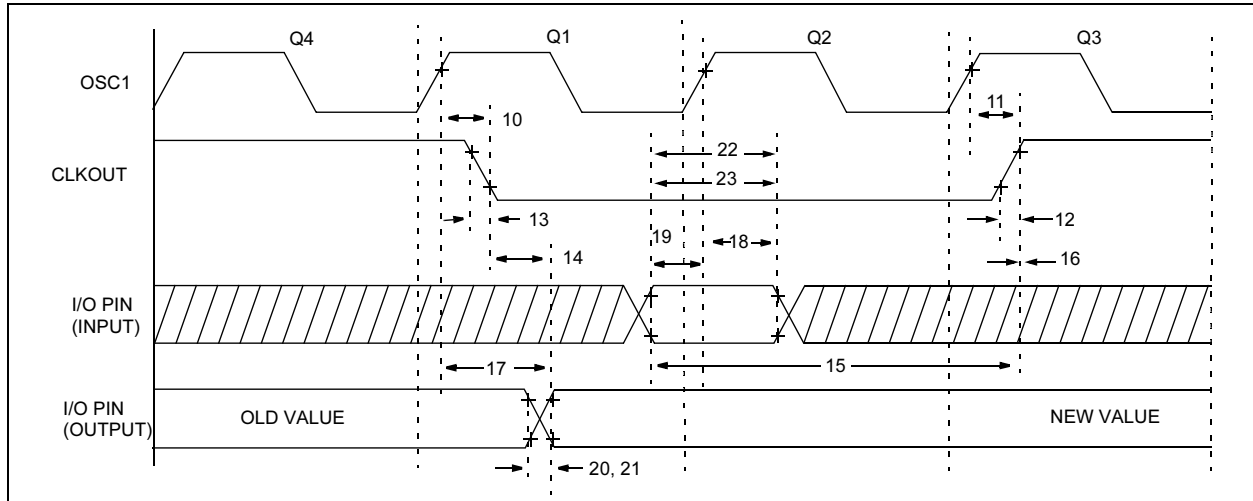 Q4 Q1 Q2 Q3
OSC1
10 11
CLKOUT
22
23
13 12
14 19 18 16
I/O PIN
(INPUT)
17 15
I/O PIN
(OUTPUT)
OLD VALUE NEW VALUE
20, 21